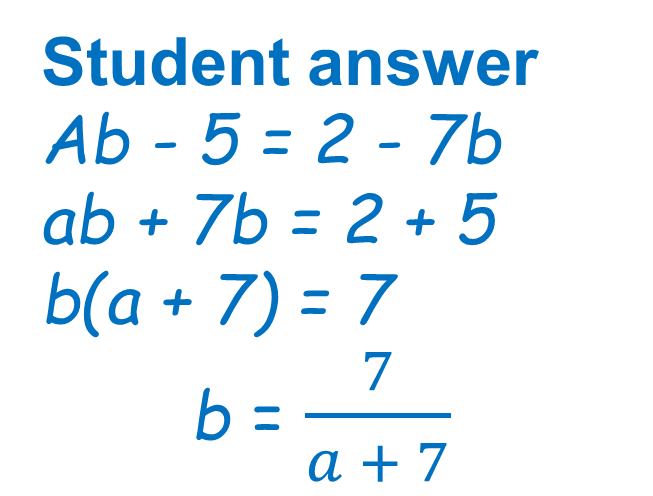 Student answer
Ab - 5 = 2 - 7b
ab + 7b = 2 + 5
b(a + 7) = 7
b = 7/(a + 7)